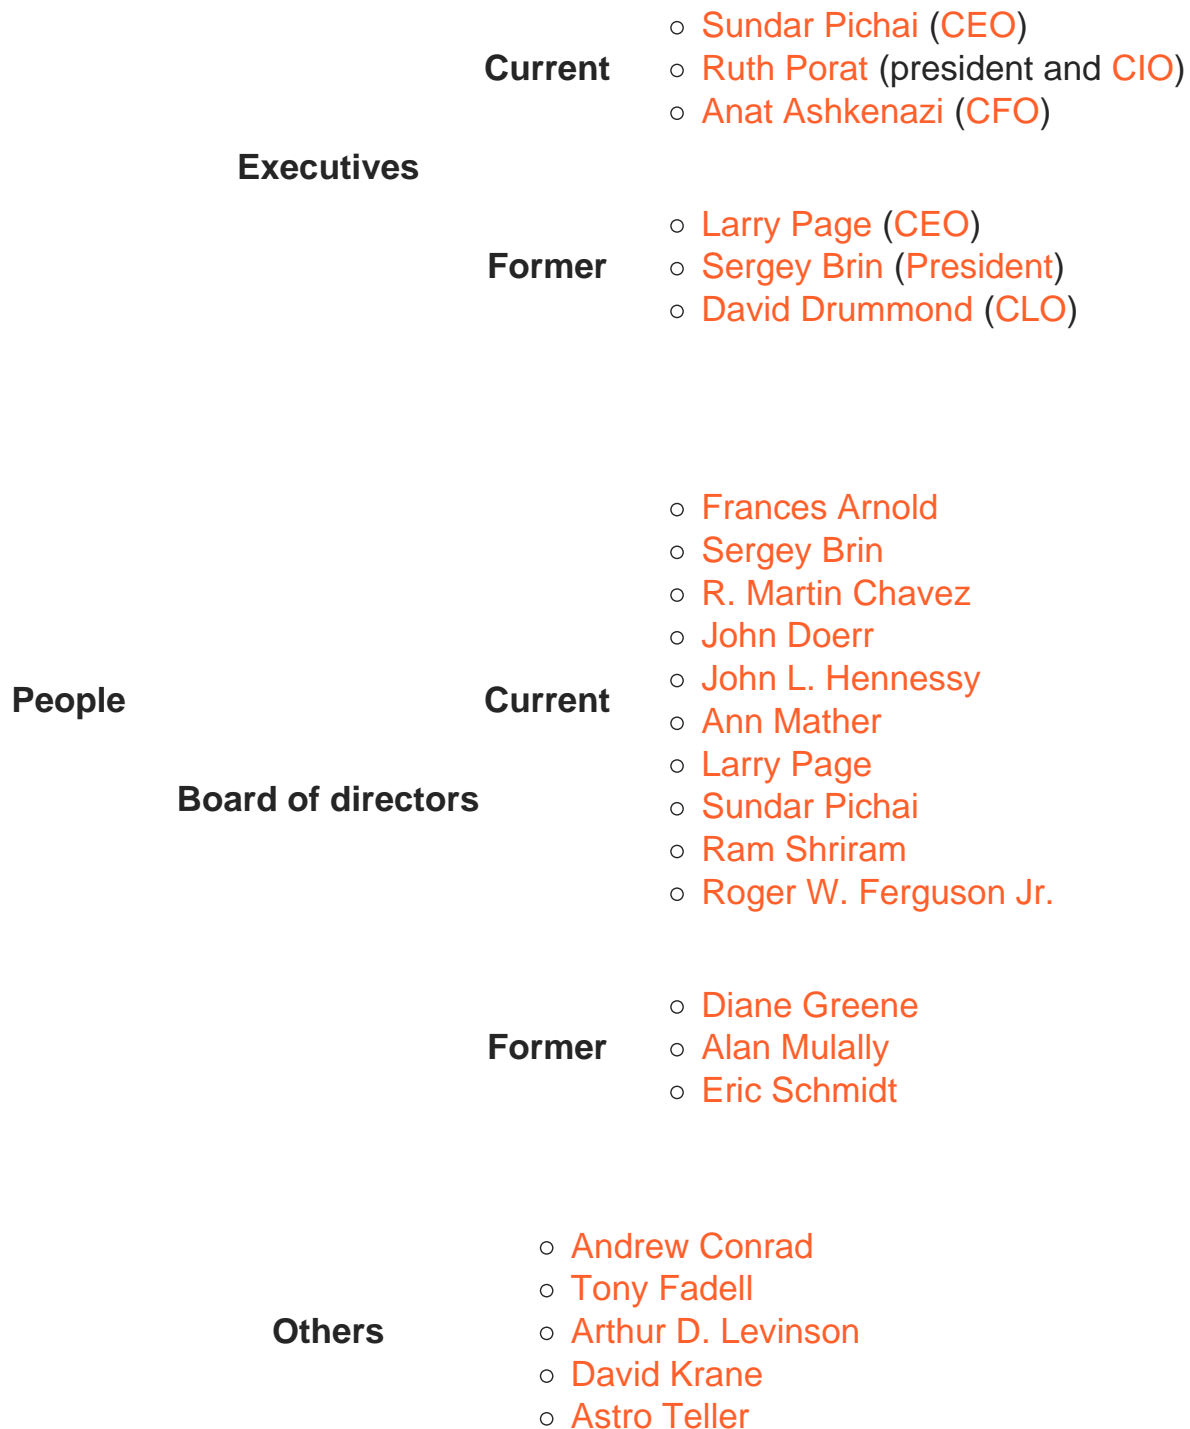 People
Executives
Current
Sundar Pichai (CEO)
Ruth Porat (president and CIO)
Anat Ashkenazi (CFO)
Former
Larry Page (CEO)
Sergey Brin (President)
David Drummond (CLO)
Board of directors
Current
Frances Arnold
Sergey Brin
R. Martin Chavez
John Doerr
John L. Hennessy
Ann Mather
Larry Page
Sundar Pichai
Ram Shriram
Roger W. Ferguson Jr.
Former
Diane Greene
Alan Mulally
Eric Schmidt
Others
Andrew Conrad
Tony Fadell
Arthur D. Levinson
David Krane
Astro Teller